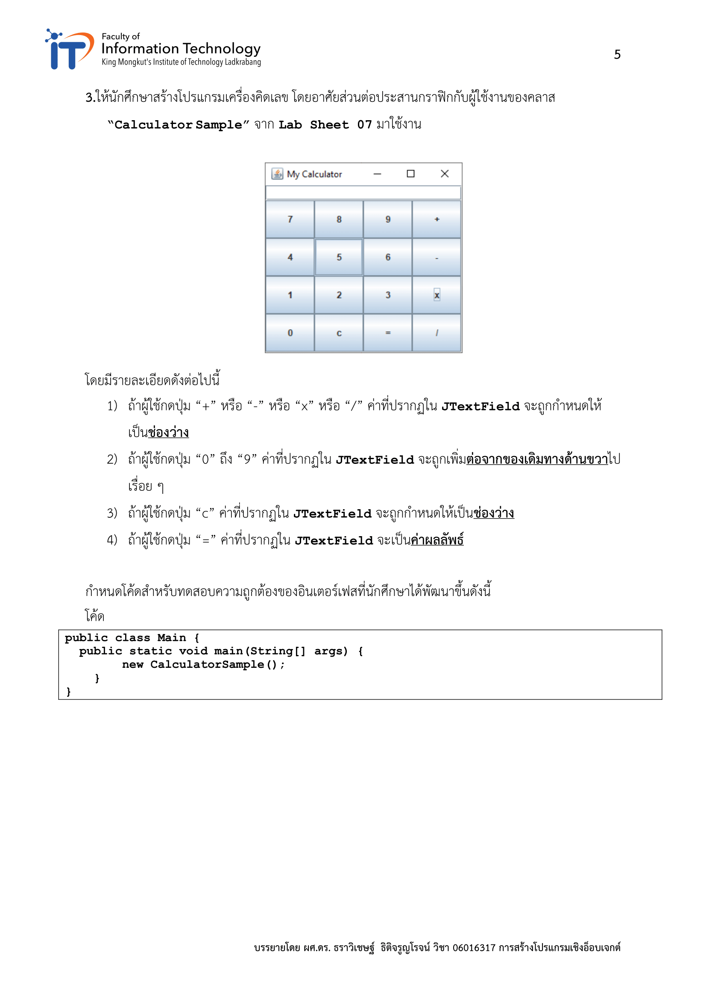 Faculty of
Information Technology
King Mongkut's Institute of Technology Ladkrabang
5
3.ให้นักศึกษาสร้างโปรแกรมเครื่องคิดเลข โดยอาศัยส่วนต่อประสานกราฟิกกับผู้ใช้งานของคลาส
“Calculator Sample” จาก Lab Sheet 07 มาใช้งาน
My Calculator
7 8 9 +
4 5 6 -
1 2 3 x
0 c = /
โดยมีรายละเอียดดังต่อไปนี้
1) ถ้าผู้ใช้กดปุ่ม “+” หรือ “-” หรือ “x” หรือ “/” ค่าที่ปรากฏใน JTextField จะถูกกำหนดให้
เป็นช่องว่าง
2) ถ้าผู้ใช้กดปุ่ม “0” ถึง “9” ค่าที่ปรากฏใน JTextField จะถูกเพิ่มต่อจากของเดิมทางด้านขวาไป
เรื่อย ๆ
3) ถ้าผู้ใช้กดปุ่ม “c” ค่าที่ปรากฏใน JTextField จะถูกกำหนดให้เป็นช่องว่าง
4) ถ้าผู้ใช้กดปุ่ม “=” ค่าที่ปรากฏใน JTextField จะเป็นค่าผลลัพธ์
กำหนดโค้ดสำหรับทดสอบความถูกต้องของอินเตอร์เฟสที่นักศึกษาได้พัฒนาขึ้นดังนี้
โค้ด
public class Main {
public static void main(String[] args) {
new CalculatorSample();
}
}
บรรยายโดย ผศ.ดร. ธราวิเชษฐ์ ธิติจรูญโรจน์ วิชา 06016317 การสร้างโปรแกรมเชิงอ็อบเจกต์